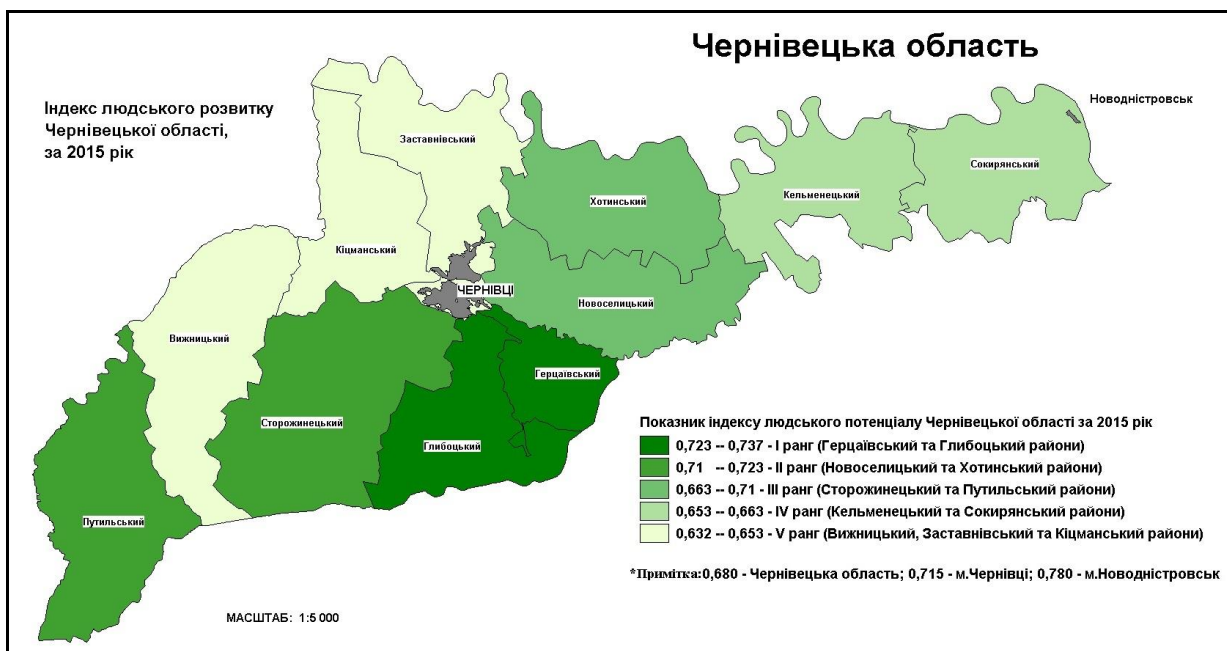 Чернівецька область
Індекс людського розвитку
Чернівецької області,
за 2015 рік
Новодністровськ
Заставнівський
Сокирянський
Хотинський
Кельменецький
Кіцманський
ЧЕРНІВЦІ
Новоселицький
Вижницький
Герцаївський
Сторожинецький
Глибоцький
Путильський
Показник індексу людського потенціалу Чернівецької області за 2015 рік
0,723 -- 0,737 - I ранг (Герцаївський та Глибоцький райони)
0,71 -- 0,723 - II ранг (Новоселицький та Хотинський райони)
0,663 -- 0,71 - III ранг (Сторожинецький та Путильський райони)
0,653 -- 0,663 - IV ранг (Кельменецький та Сокирянський райони)
0,632 -- 0,653 - V ранг (Вижницький, Заставнівський та Кіцманський райони)
*Примітка:0,680 - Чернівецька область; 0,715 - м.Чернівці; 0,780 - м.Новодністровськ
МАСШТАБ: 1:5 000